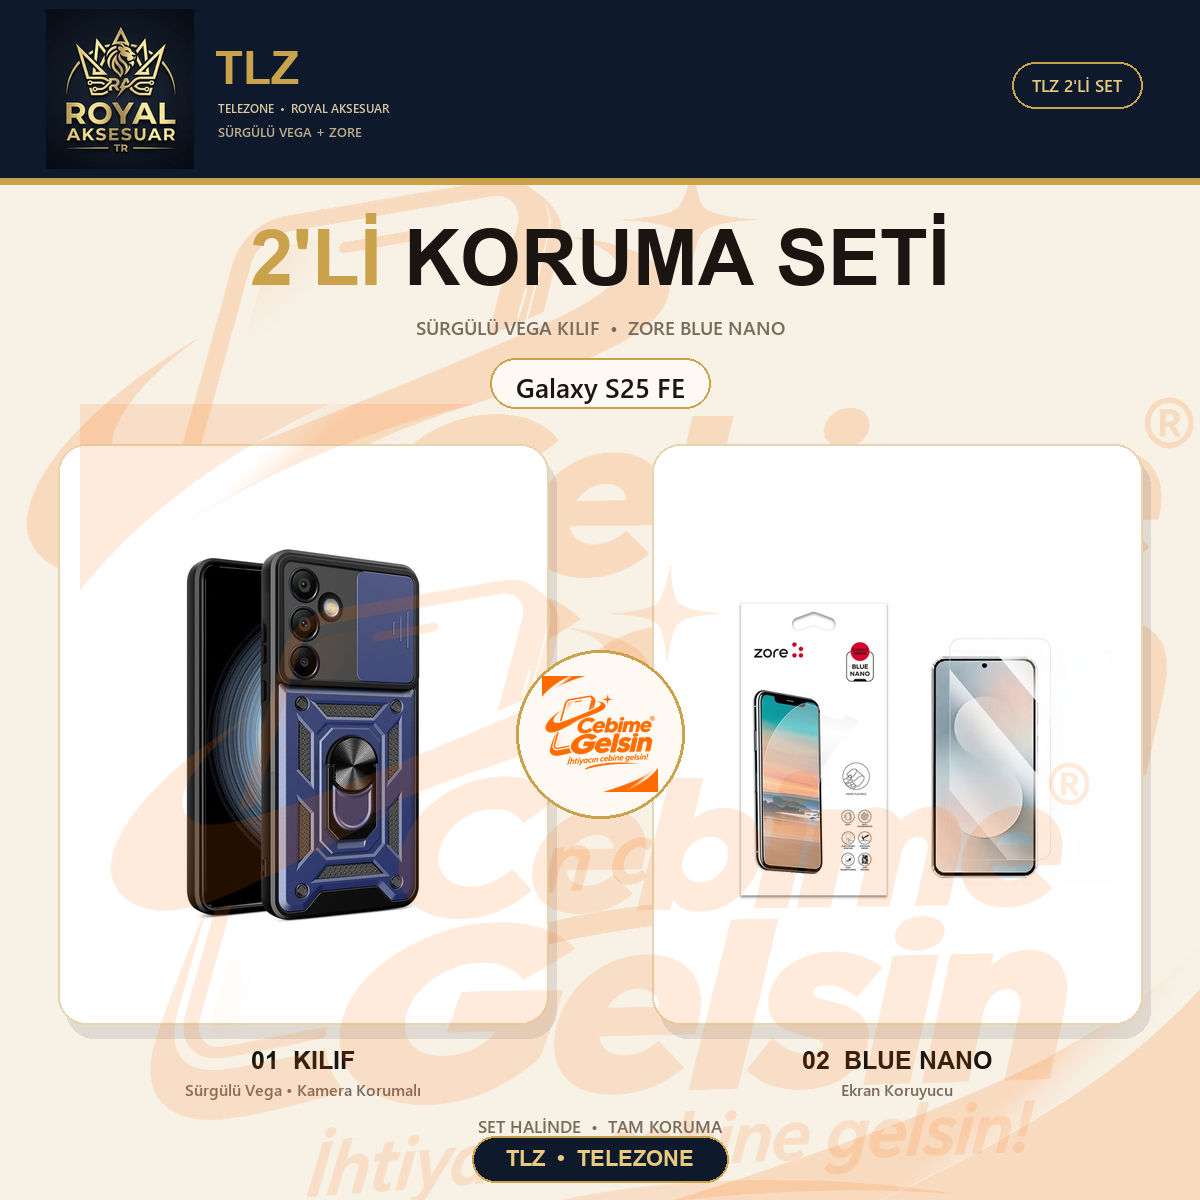 ROYAL
AKSESUAR
TR
TLZ
TELEZONE • ROYAL AKSESUAR
SÜRGÜLÜ VEGA + ZORE
TLZ 2'Lİ SET
2'Lİ KORUMA SETİ
SÜRGÜLÜ VEGA KILIF • ZORE BLUE NANO
Galaxy S25 FE
zore
BLUE
NANO
Cebime
Gelsin
İhtiyacın cebine gelsin!
Cebime
Gelsin
01 KILIF
Sürgülü Vega • Kamera Korumalı
02 BLUE NANO
Ekran Koruyucu
SET HALİNDE • TAM KORUMA
TLZ • TELEZONE